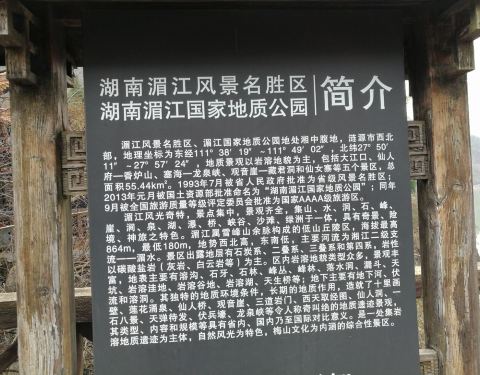 湖南湄江风景名胜区
湖南湄江国家地质公园
简介
湄江风景名胜区、湄江国家地质公园地处湘中腹地，涟源市西北
部，地理坐标为东经111°38′19″~111°49′02″，北纬27°50′
11″-27°57′24″，地质景观以岩溶地貌为主，包括大江口、仙人
府—香炉山、塞海—龙泉峡、观音崖—藏君洞和仙女寨等五个景区，总
面积55.44km²。1993年7月被省人民政府批准为省级风景名胜区；
2013年元月被国土资源部批准命名为“湖南湄江国家地质公园”；同年
9月被全国旅游质量等级评定委员会批准为国家AAAA级旅游区。
湄江风光奇特，景点集中，景观齐全，集山、水、洞、石、峰、
崖、涧、泉、湖、瀑、桥、峡谷、沙滩、绿洲于一体，具有奇景、险
境、神旅之特色。湄江属雪峰山余脉构成的低山丘陵区，海拔最高
864m，最低180m，地势西北高，东南低，主要河流为湘江二级支
流——湄水。景区出露地层有石炭系、二叠系、三叠系和第四系，岩性
以碳酸盐岩（灰岩、白云岩等）为主。区内岩溶地貌类型众多，景观丰
富，地表主要有溶沟、石牙、石林、峰丛、峰林、落水洞、漏斗、天
坑、岩溶洼地、岩溶谷地、岩溶湖、天生桥等；地下主要有地下河、伏
流和溶洞。其独特的地质环境条件，长期的地质作用，造就了十里画
壁、莲花涌泉、仙人桥、观音崖、三道岩门、西天取经图、仙人洞、一
石八景、天弹待发、伏兵壕、龙泉峡等令人称奇叫绝的地质遗迹景观，
其类型、内容和规模等具有省内、国内乃至国际对比意义。是一处集岩
溶地质遗迹为主体，自然风光为特色，梅山文化为内涵的综合性景区。